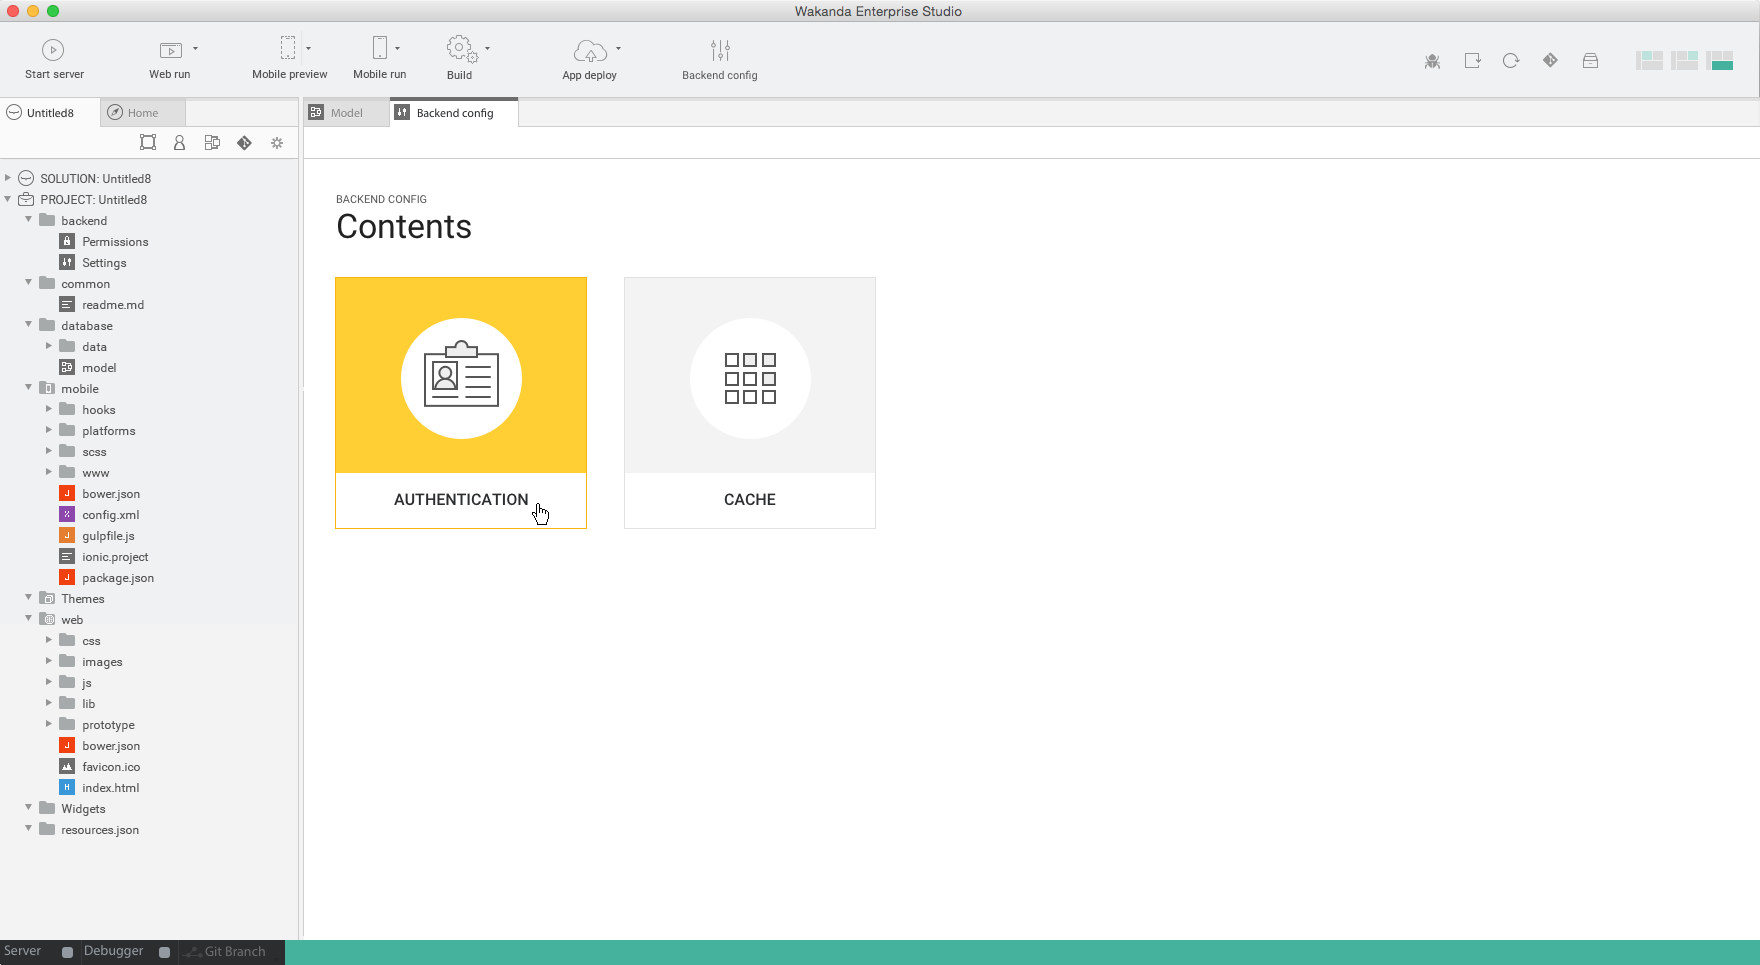 Wakanda Enterprise Studio
Start server
Web run
Mobile preview
Mobile run
Build
App deploy
Backend config
Untitled8
Home
Model
Backend config
SOLUTION: Untitled8
PROJECT: Untitled8
backend
Permissions
Settings
common
readme.md
database
data
model
mobile
hooks
platforms
scss
www
bower.json
config.xml
gulpfile.js
ionic.project
package.json
Themes
web
css
images
js
lib
prototype
bower.json
favicon.ico
index.html
Widgets
resources.json
BACKEND CONFIG
Contents
AUTHENTICATION
CACHE
Server
Debugger
Git Branch